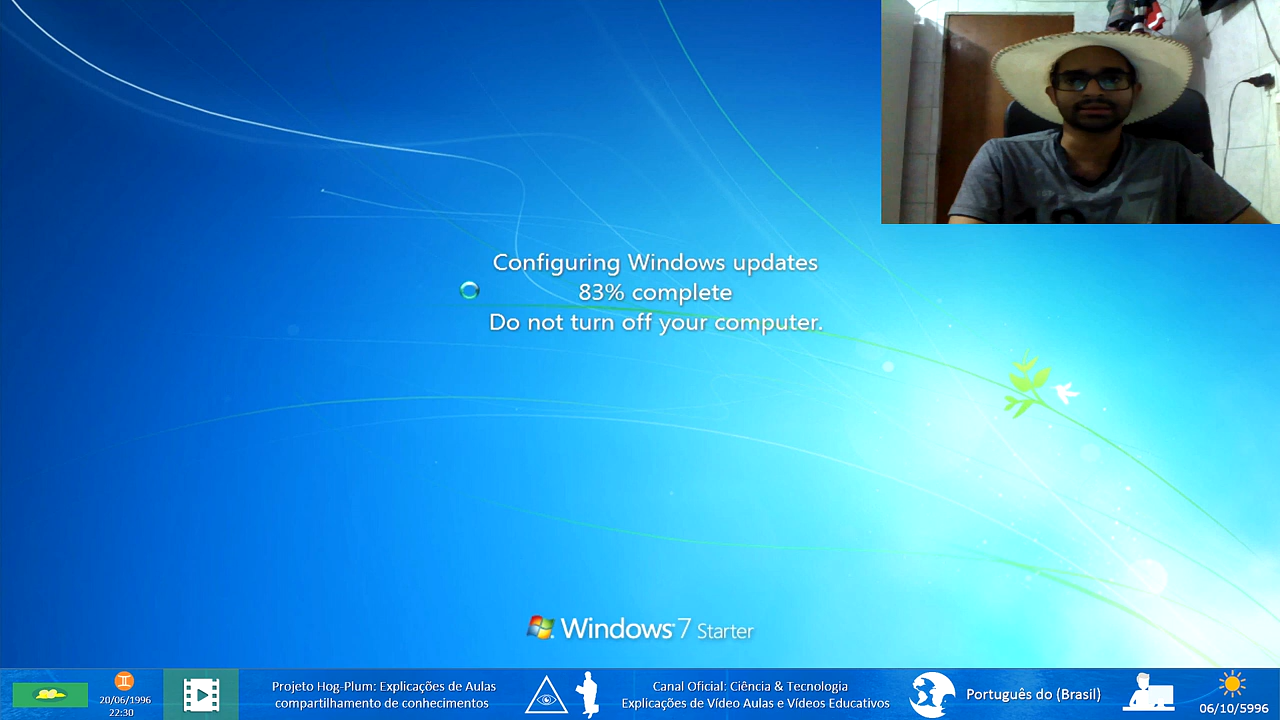 Configuring Windows updates
83% complete
Do not turn off your computer.
Windows 7 Starter
20/06/1996
22:30
Projeto Hog-Plum: Explicações de Aulas
compartilhamento de conhecimentos
Canal Oficial: Ciência & Tecnologia
Explicações de Vídeo Aulas e Vídeos Educativos
Português do (Brasil)
06/10/5996